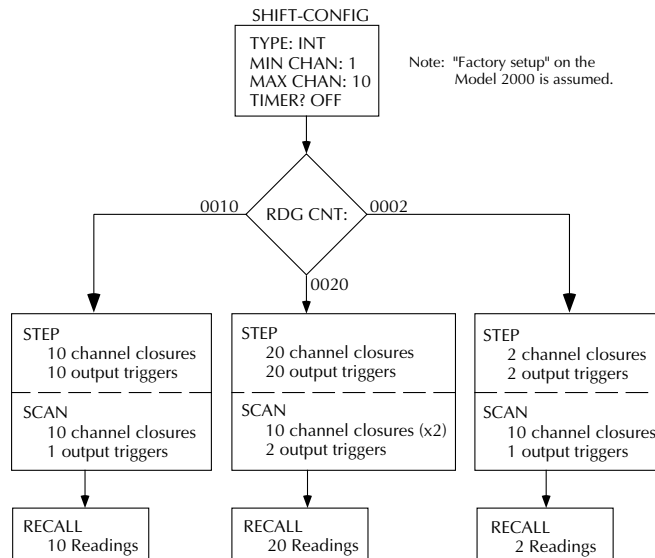 SHIFT-CONFIG
TYPE: INT
MIN CHAN: 1
MAX CHAN: 10
TIMER? OFF
Note: "Factory setup" on the
Model 2000 is assumed.
0010
RDG CNT:
0002
0020
STEP
10 channel closures
10 output triggers
SCAN
10 channel closures
1 output triggers
STEP
20 channel closures
20 output triggers
SCAN
10 channel closures (x2)
2 output triggers
STEP
2 channel closures
2 output triggers
SCAN
10 channel closures
1 output triggers
RECALL
10 Readings
RECALL
20 Readings
RECALL
2 Readings